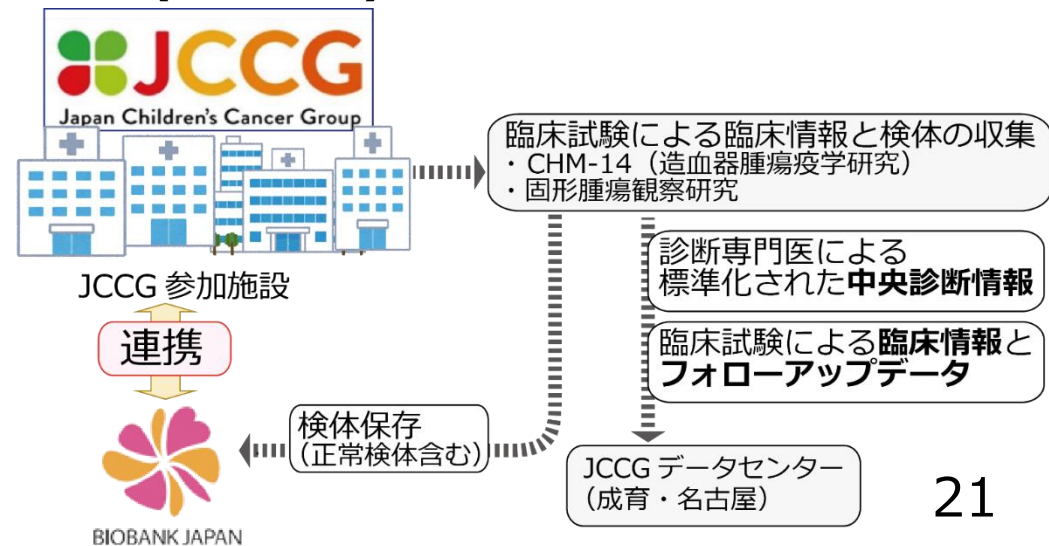 JCCG
Japan Children's Cancer Group
JCCG 参加施設
連携
BIOBANK JAPAN
臨床試験による臨床情報と検体の収集
・CHM-14（造血器腫瘍疫学研究）
・固形腫瘍観察研究
診断専門医による
標準化された中央診断情報
臨床試験による臨床情報と
フォローアップデータ
検体保存
（正常検体含む）
JCCG データセンター
（成育・名古屋）
21